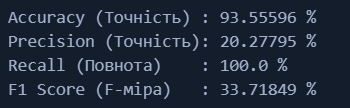 Accuracy (Точність) : 93.55596 %
Precision (Точність): 20.27795 %
Recall (Повнота)    : 100.0 %
F1 Score (F-міра)   : 33.71849 %